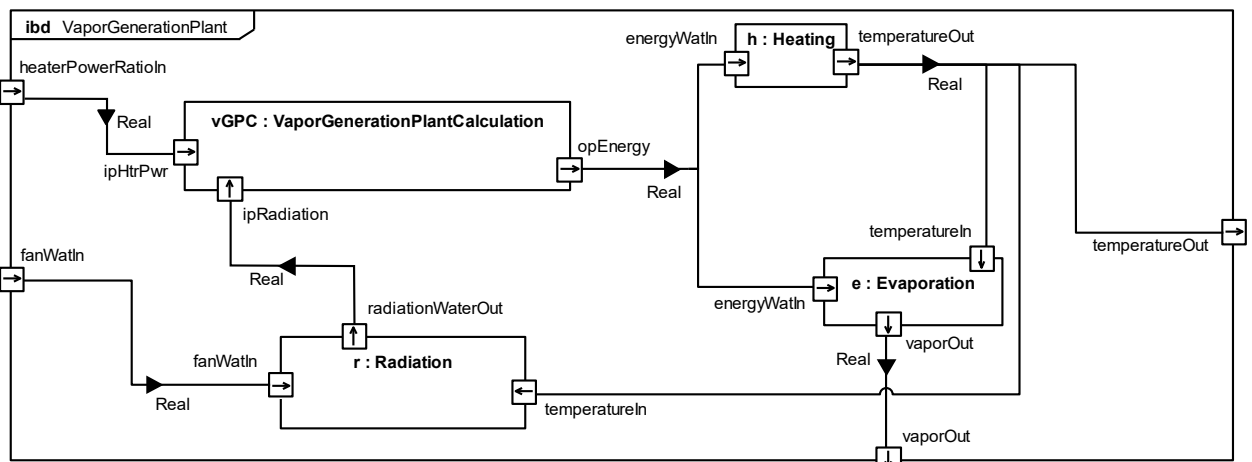 ibd VaporGenerationPlant
heaterPowerRatioIn
Real
ipHtrPwr
vGPC : VaporGenerationPlantCalculation
opEnergy
Real
ipRadiation
energyWatIn
h : Heating
temperatureOut
Real
temperatureIn
temperatureOut
fanWatIn
Real
e : Evaporation
energyWatIn
radiationWaterOut
vaporOut
Real
fanWatIn
r : Radiation
Real
temperatureIn
vaporOut